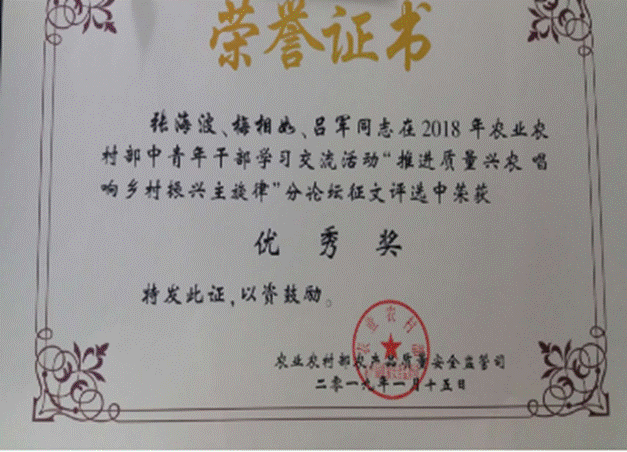 荣誉证书
张海波、梅相如、吕军同志在2018年农业农
村部中青年干部学习交流活动“推进质量兴农 唱
响乡村振兴主旋律”分论坛征文评选中荣获
优秀奖
特发此证，以资鼓励。
农业农村部农产品质量安全监管司
二零一九年一月十五日